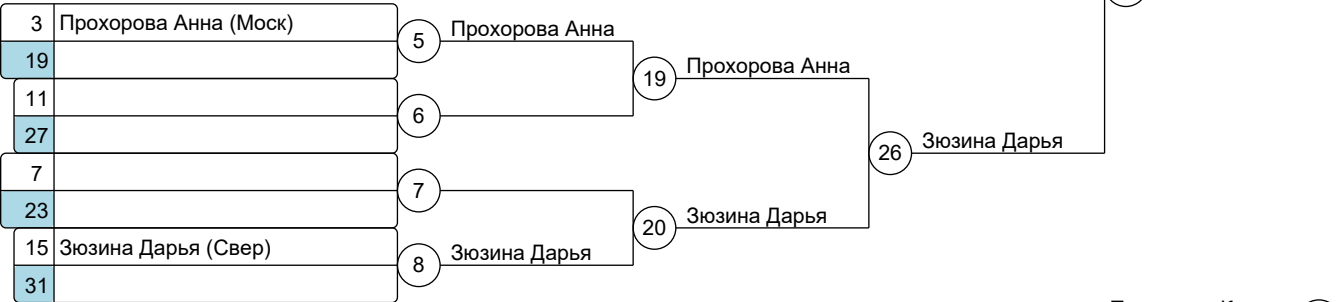 3 Прохорова Анна (Моск)
19
5 Прохорова Анна
11
27
6
19 Прохорова Анна
7
23
7
15 Зюзина Дарья (Свер)
31
8 Зюзина Дарья
20 Зюзина Дарья
26 Зюзина Дарья